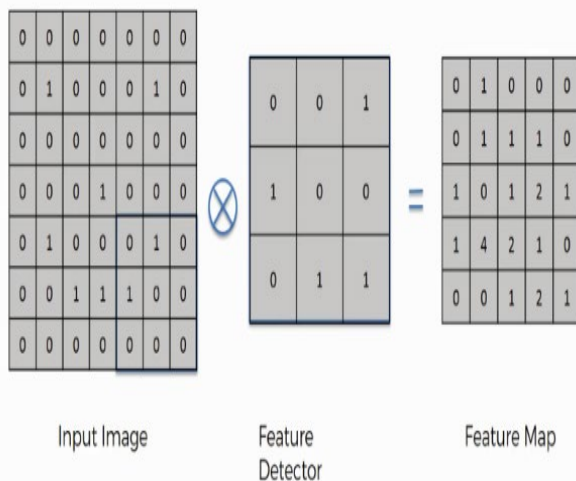 0 0 0 0 0 0 0
0 1 0 0 0 1 0
0 0 0 0 0 0 0
0 0 0 1 0 0 0
0 1 0 0 0 1 0
0 0 1 1 1 0 0
0 0 0 0 0 0 0
0 0 1
1 0 0
0 1 1
=
0 1 0 0 0
0 1 1 1 0
1 0 1 2 1
1 4 2 1 0
0 0 1 2 1
Input Image
Feature
Detector
Feature Map